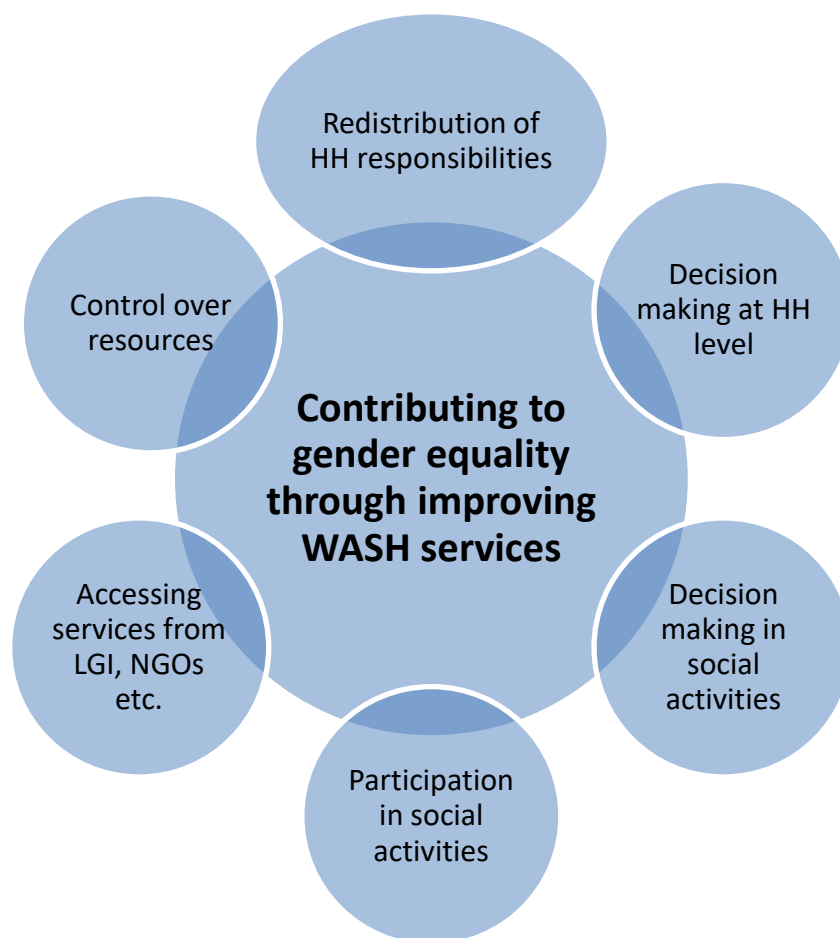 Redistribution of
HH responsibilities
Decision
making at HH
level
Decision
making in
social
activities
Participation
in social
activities
Accessing
services from
LGI, NGOs
etc.
Control over
resources
Contributing to
gender equality
through improving
WASH services